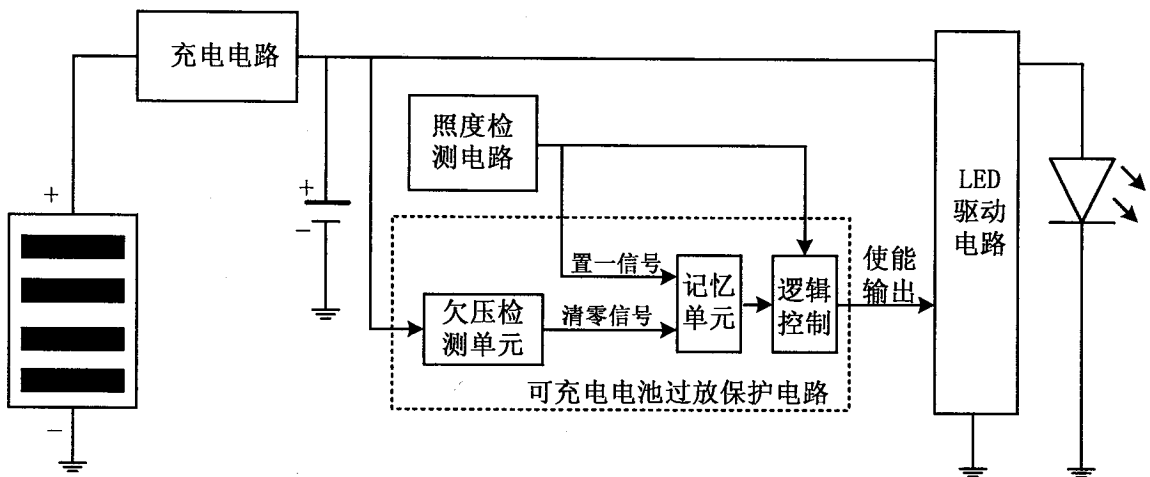 充电电路
照度检
测电路
+
+
−
LED
驱动
电路
置一信号
记忆
单元
逻辑
控制
使能
输出
欠压检
测单元
清零信号
可充电电池过放保护电路
−